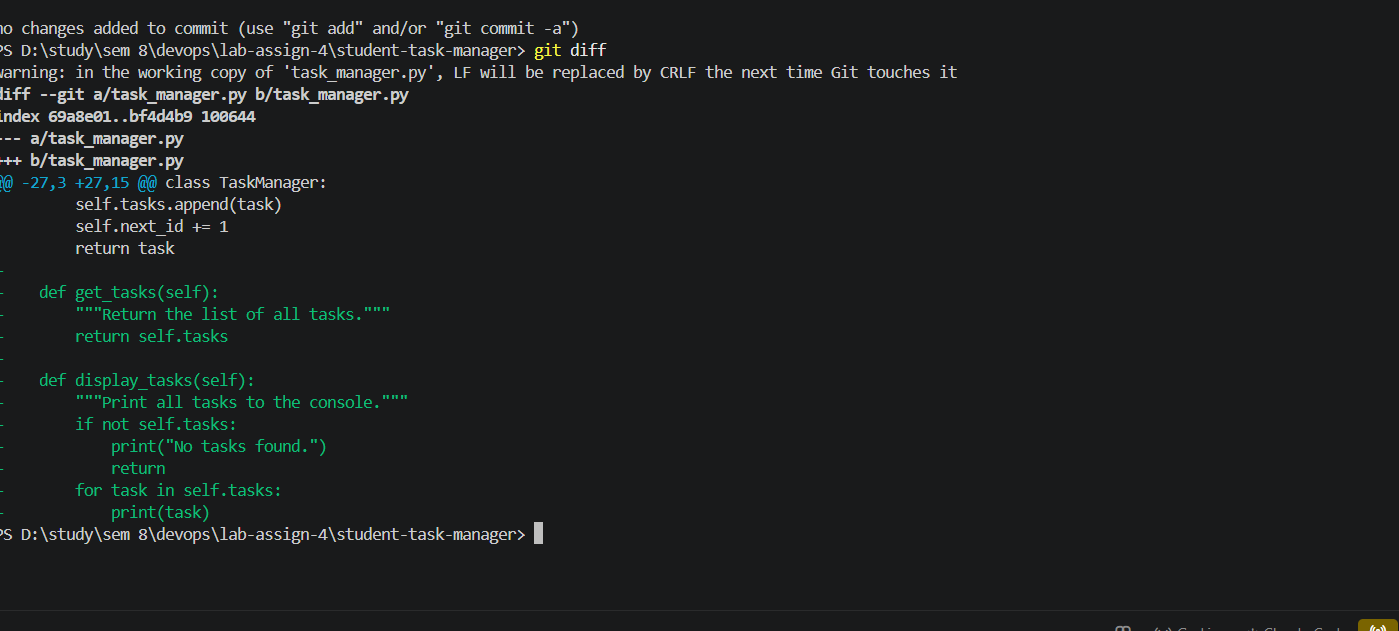 no changes added to commit (use "git add" and/or "git commit -a")
PS D:\study\sem 8\devops\lab-assign-4\student-task-manager> git diff
warning: in the working copy of 'task_manager.py', LF will be replaced by CRLF the next time Git touches it
diff --git a/task_manager.py b/task_manager.py
index 69a8e01..bf4d4b9 100644
--- a/task_manager.py
+++ b/task_manager.py
@@ -27,3 +27,15 @@ class TaskManager:
         self.tasks.append(task)
         self.next_id += 1
         return task
+
+    def get_tasks(self):
+        """Return the list of all tasks."""
+        return self.tasks
+
+    def display_tasks(self):
+        """Print all tasks to the console."""
+        if not self.tasks:
+            print("No tasks found.")
+            return
+        for task in self.tasks:
+            print(task)
PS D:\study\sem 8\devops\lab-assign-4\student-task-manager>